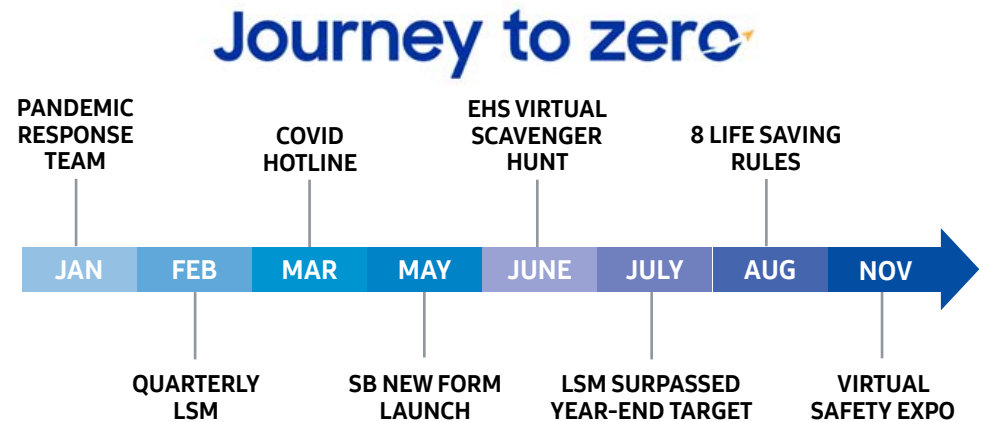 Journey to zero
PANDEMIC
RESPONSE
TEAM
COVID
HOTLINE
EHS VIRTUAL
SCAVENGER
HUNT
8 LIFE SAVING
RULES
JAN FEB MAR MAY JUNE JULY AUG NOV
QUARTERLY
LSM
SB NEW FORM
LAUNCH
LSM SURPASSED
YEAR-END TARGET
VIRTUAL
SAFETY EXPO